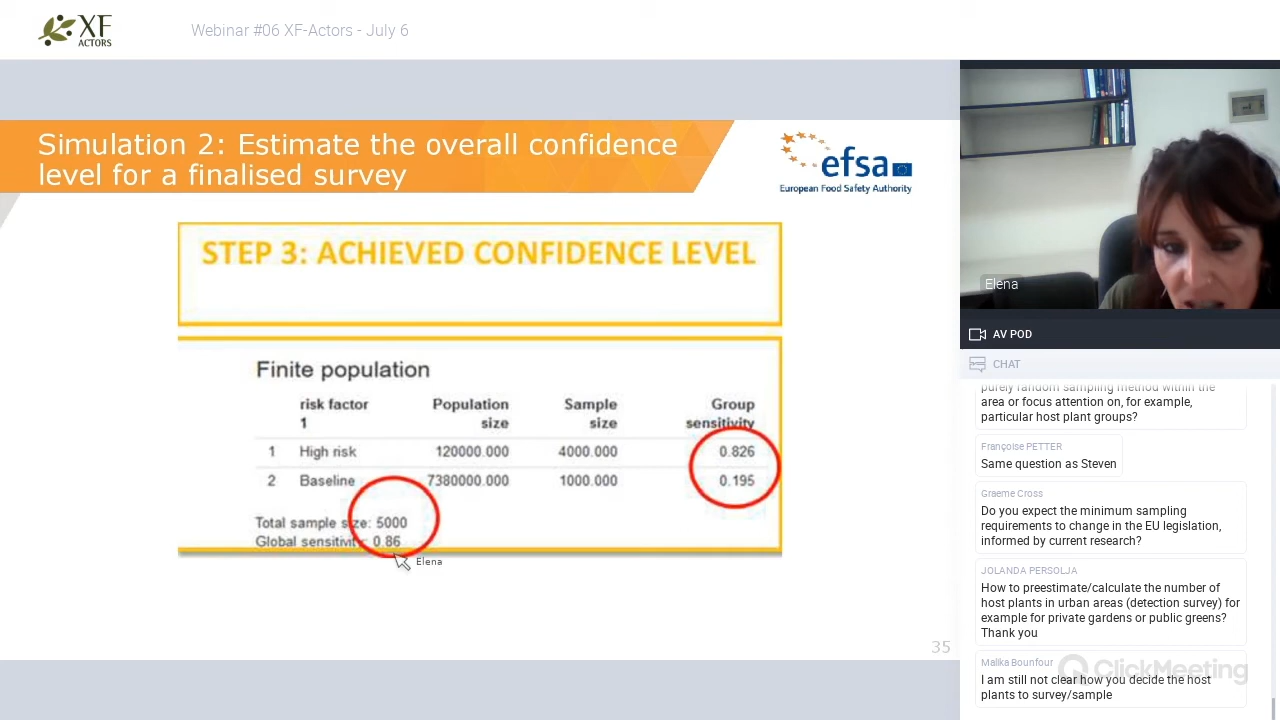 XF
ACTORS
Webinar #06 XF-Actors - July 6
Simulation 2: Estimate the overall confidence
level for a finalised survey
efsa
European Food Safety Authority
STEP 3: ACHIEVED CONFIDENCE LEVEL
Finite population
risk factor Population Sample Group
1 size size sensitivity
1 High risk 120000.000 4000.000 0.826
2 Baseline 7380000.000 1000.000 0.195
Total sample size: 5000
Global sensitivity: 0.86
Elena
35
Elena
AV POD
CHAT
purely random sampling method within the
area or focus attention on, for example,
particular host plant groups?
Françoise PETTER
Same question as Steven
Graeme Cross
Do you expect the minimum sampling
requirements to change in the EU legislation,
informed by current research?
JOLANDA PERSOLJA
How to preestimate/calculate the number of
host plants in urban areas (detection survey) for
example for private gardens or public greens?
Thank you
Malika Bounfour
I am still not clear how you decide the host
plants to survey/sample
ClickMeeting